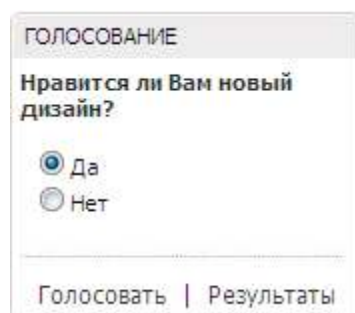 ГОЛОСОВАНИЕ
Нравится ли Вам новый
дизайн?
Да
Нет
Голосовать | Результаты